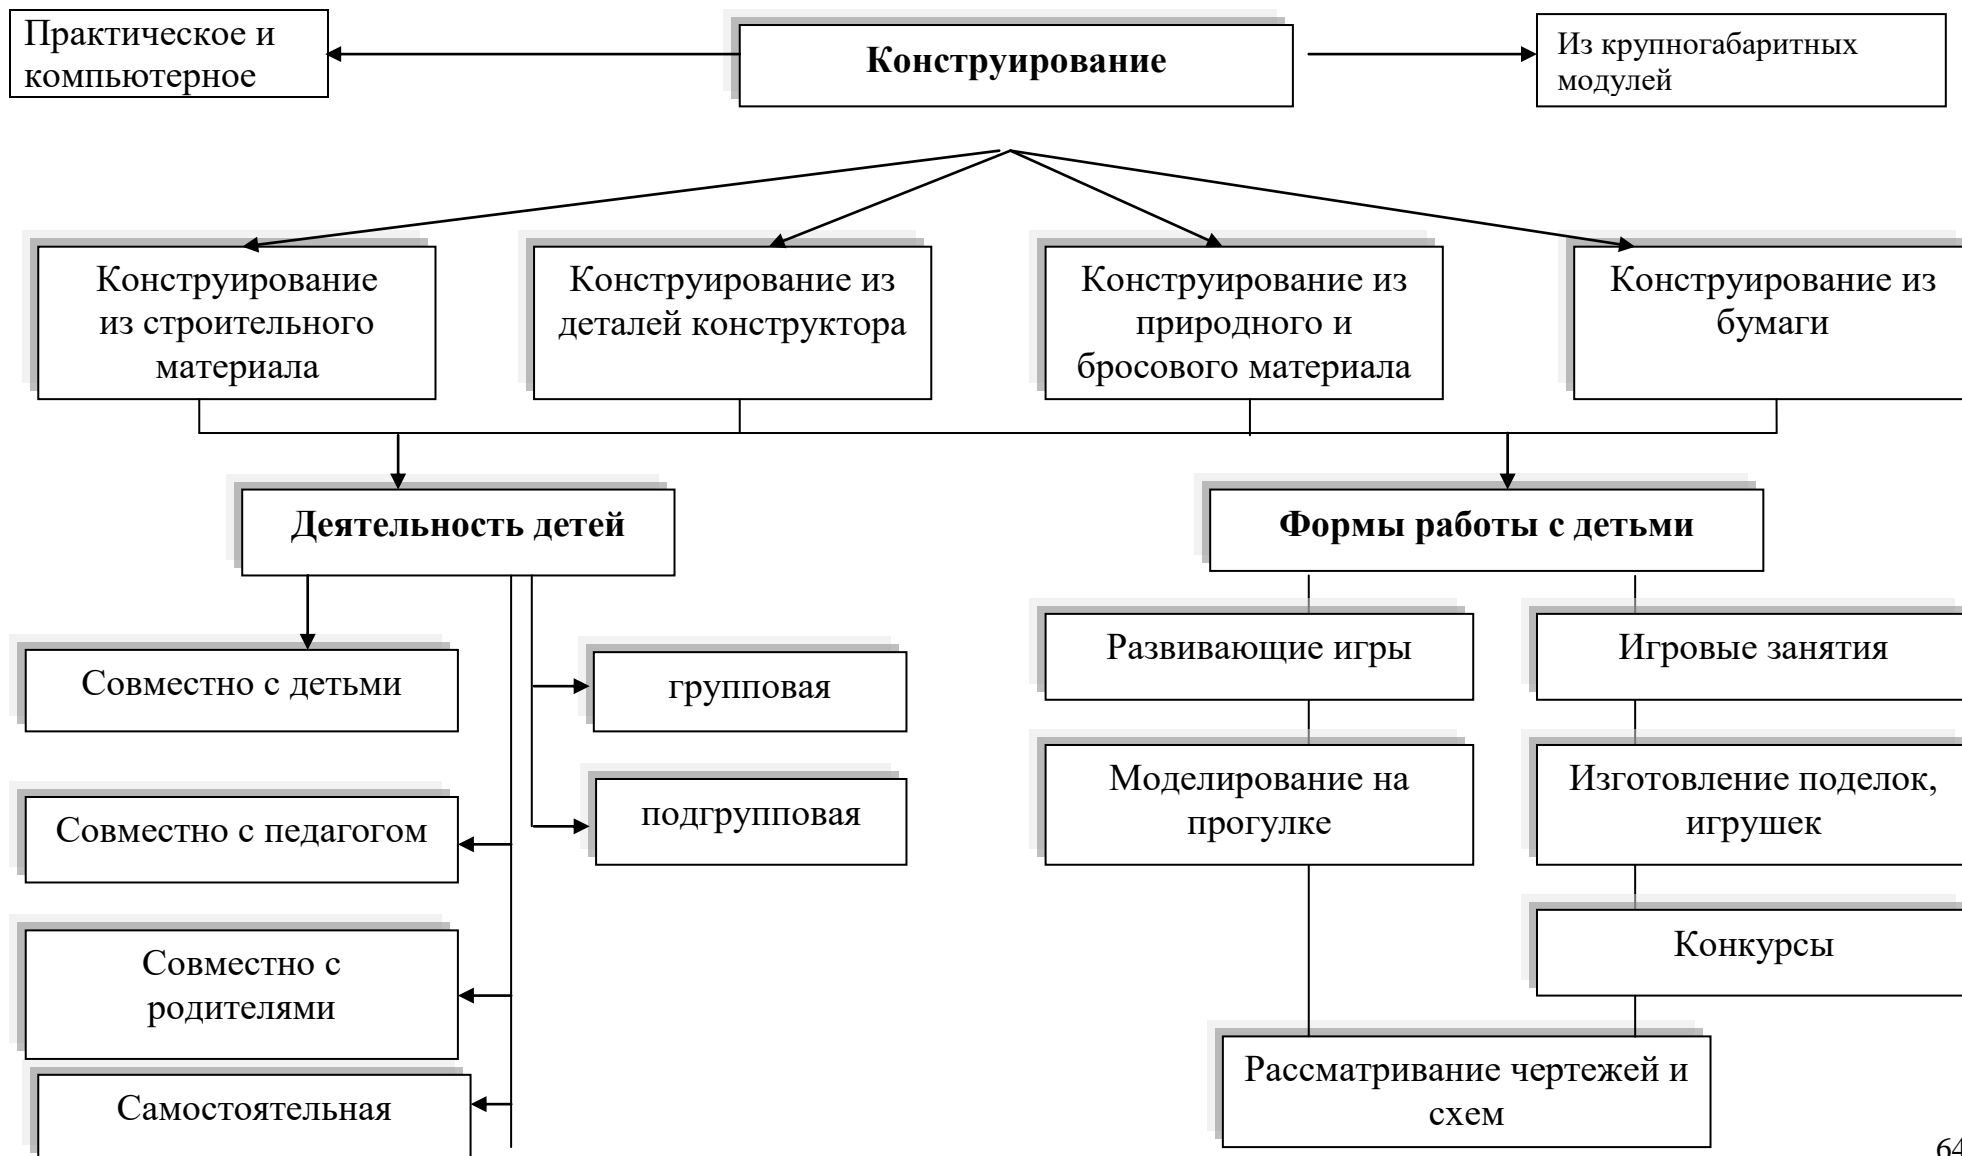 Практическое и
компьютерное
Конструирование
Из крупногабаритных
модулей
Конструирование
из строительного
материала
Конструирование из
деталей конструктора
Конструирование из
природного и
бросового материала
Конструирование из
бумаги
Деятельность детей
Формы работы с детьми
Совместно с детьми
групповая
Развивающие игры
Игровые занятия
Совместно с педагогом
подгрупповая
Моделирование на
прогулке
Изготовление поделок,
игрушек
Совместно с
родителями
Конкурсы
Самостоятельная
Рассматривание чертежей и
схем
64